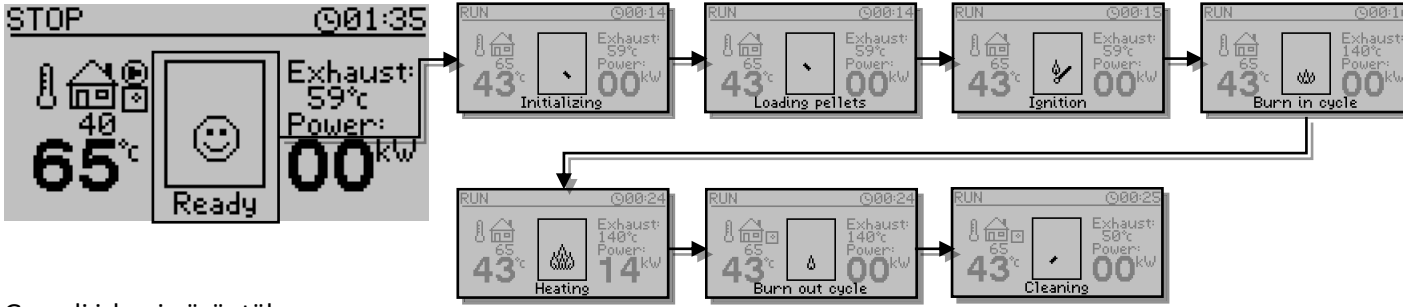 STOP 01:35
Exhaust:
59°c
Power:
40
65°c 00kW
Ready
RUN 00:14
Exhaust:
59°c
65 Power:
43°c 00kW
Initializing
RUN 00:14
Exhaust:
59°c
65 Power:
43°c 00kW
Loading pellets
RUN 00:15
Exhaust:
59°c
65 Power:
43°c 00kW
Ignition
RUN
Exhaust:
140°c
65 Power:
43°c 00kW
Burn in cycle
RUN 00:24
Exhaust:
140°c
65 Power:
43°c 14kW
Heating
RUN 00:24
Exhaust:
140°c
65 Power:
43°c 00kW
Burn out cycle
RUN 00:25
Exhaust:
50°c
65 Power:
43°c 00kW
Cleaning